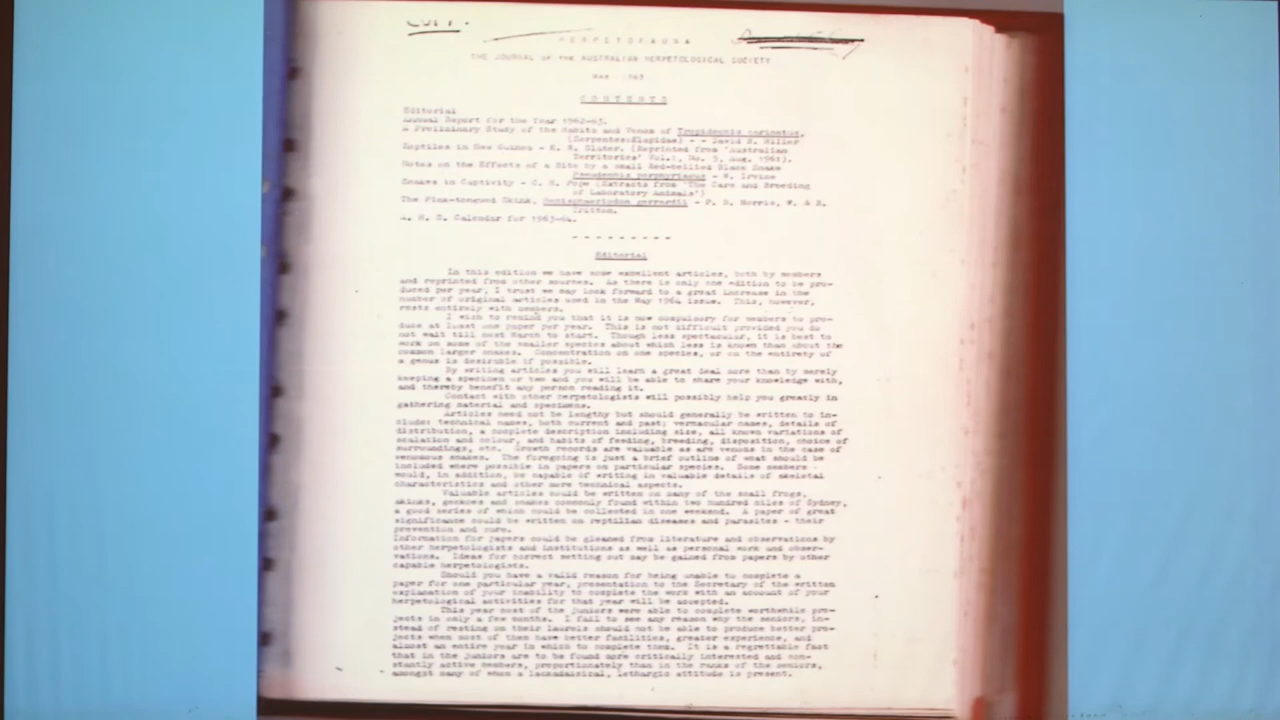 HERPETOFAUNA
THE JOURNAL OF THE AUSTRALIAN HERPETOLOGICAL SOCIETY
MAY 1963
CONTENTS
Editorial
Annual Report for the Year 1962-63.
A Preliminary Study of the Habits and Venom of Tropidechis carinatus,
(Serpentes:Elapidae) - - David R. Miller
Reptiles in New Guinea - K. R. Slater. (Reprinted from 'Australian
Territories' Vol.1, No. 5, Aug. 1961).
Notes on the Effects of a Bite by a small Red-bellied Black Snake
Pseudechis porphyriacus - W. Irvine
Snakes in Captivity - C. H. Pope (Extracts from 'The Care and Breeding
of Laboratory Animals')
The Pink-tongued Skink, Hemisphaeriodon gerrardii - P. D. Morris, W. & R.
A. H. S. Calendar for 1963-64.
Editorial
In this edition we have some excellent articles, both by members
and reprinted from other sources. As there is only one edition to be pro-
duced per year, I trust we may look forward to a great increase in the
number of original articles used in the May 1964 issue. This, however,
rests entirely with members.
I wish to remind you that it is now compulsory for members to pro-
duce at least one paper per year. This is not difficult provided you do
not wait till next March to start. Though less spectacular, it is best to
work on some of the smaller species about which less is known than about the
common larger snakes. Concentration on one species, or on the entirety of
a genus is desirable if possible.
By writing articles you will learn a great deal more than by merely
keeping a specimen or two and you will be able to share your knowledge with,
and thereby benefit any person reading it.
Contact with other herpetologists will possibly help you greatly in
gathering material and specimens.
Articles need not be lengthy but should generally be written to in-
clude: technical names, both current and past; vernacular names, details of
distribution, a complete description including size, all known variations of
scalation and colour, and habits of feeding, breeding, disposition, choice of
surroundings, etc. Growth records are valuable as are venoms in the case of
venomous snakes. The foregoing is just a brief outline of what should be
included where possible in papers on particular species. Some members
would, in addition, be capable of writing in valuable details of skeletal
characteristics and other more technical aspects.
Valuable articles could be written on many of the small frogs,
skinks, geckoes and snakes commonly found within two hundred miles of Sydney,
a good series of which could be collected in one weekend. A paper of great
significance could be written on reptilian diseases and parasites - their
prevention and cure.
Information for papers could be gleaned from literature and observations by
other herpetologists and institutions as well as personal work and obser-
vations. Ideas for correct setting out may be gained from papers by other
capable herpetologists.
Should you have a valid reason for being unable to complete a
paper for one particular year, presentation to the Secretary of the written
explanation of your inability to complete the work with an account of your
herpetological activities for that year will be accepted.
This year most of the juniors were able to complete worthwhile pro-
jects in only a few months. I fail to see any reason why the seniors, in-
stead of resting on their laurels should not be able to produce better pro-
jects when most of them have better facilities, greater experience, and
almost an entire year in which to complete them. It is a regrettable fact
that in the juniors are to be found more critically interested and con-
stantly active members, proportionately than in the ranks of the seniors,
amongst many of whom a lackadaisical, lethargic attitude is present.